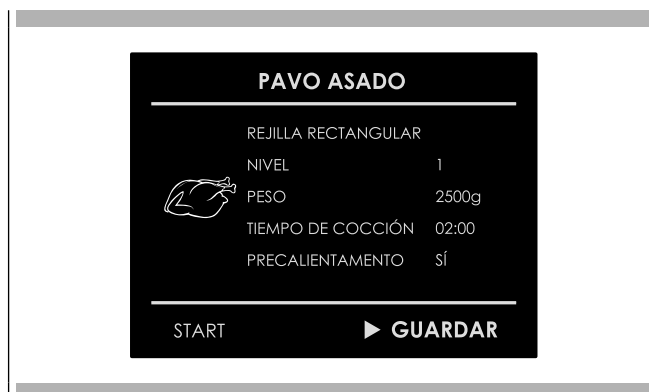 PAVO ASADO
REJILLA RECTANGULAR
NIVEL 1
PESO 2500g
TIEMPO DE COCCIÓN 02:00
PRECALIENTAMENTO SÍ
START ▶ GUARDAR